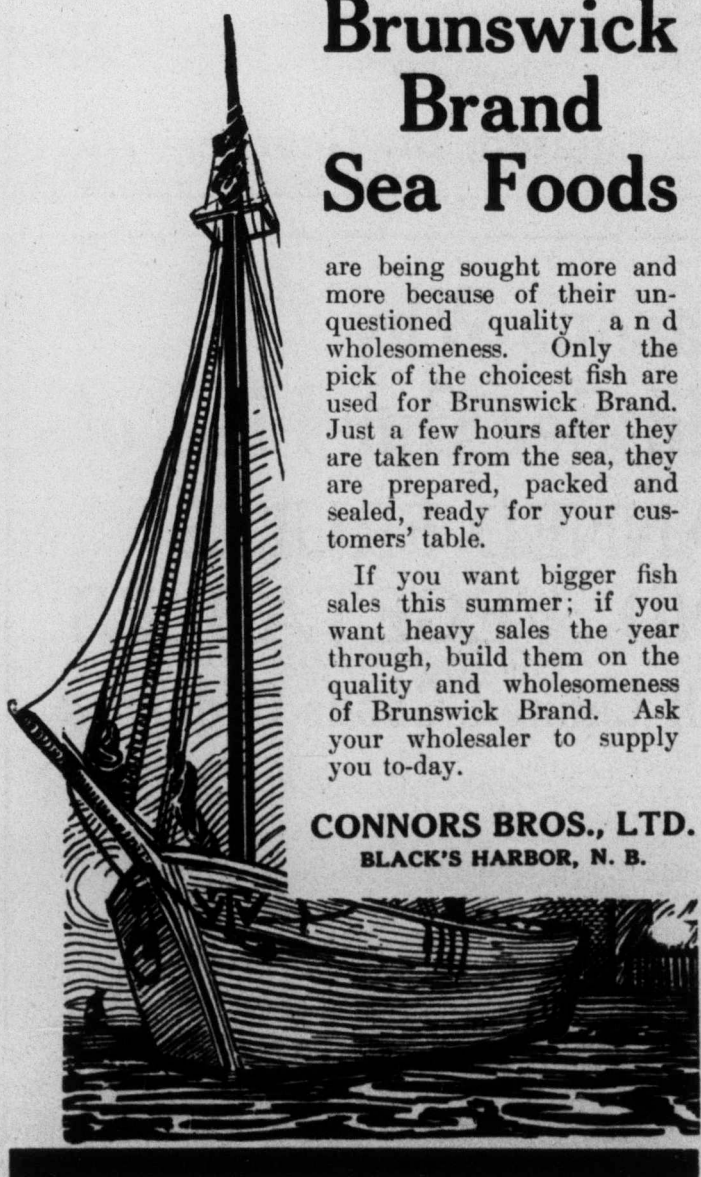 Brunswick
Brand
Sea Foods
are being sought more and
more because of their un-
questioned quality and
wholesomeness. Only the
pick of the choicest fish are
used for Brunswick Brand.
Just a few hours after they
are taken from the sea, they
are prepared, packed and
sealed, ready for your cus-
tomers' table.
If you want bigger fish
sales this summer; if you
want heavy sales the year
through, build them on the
quality and wholesomeness
of Brunswick Brand. Ask
your wholesaler to supply
you to-day.
CONNORS BROS., LTD.
BLACK'S HARBOR, N. B.